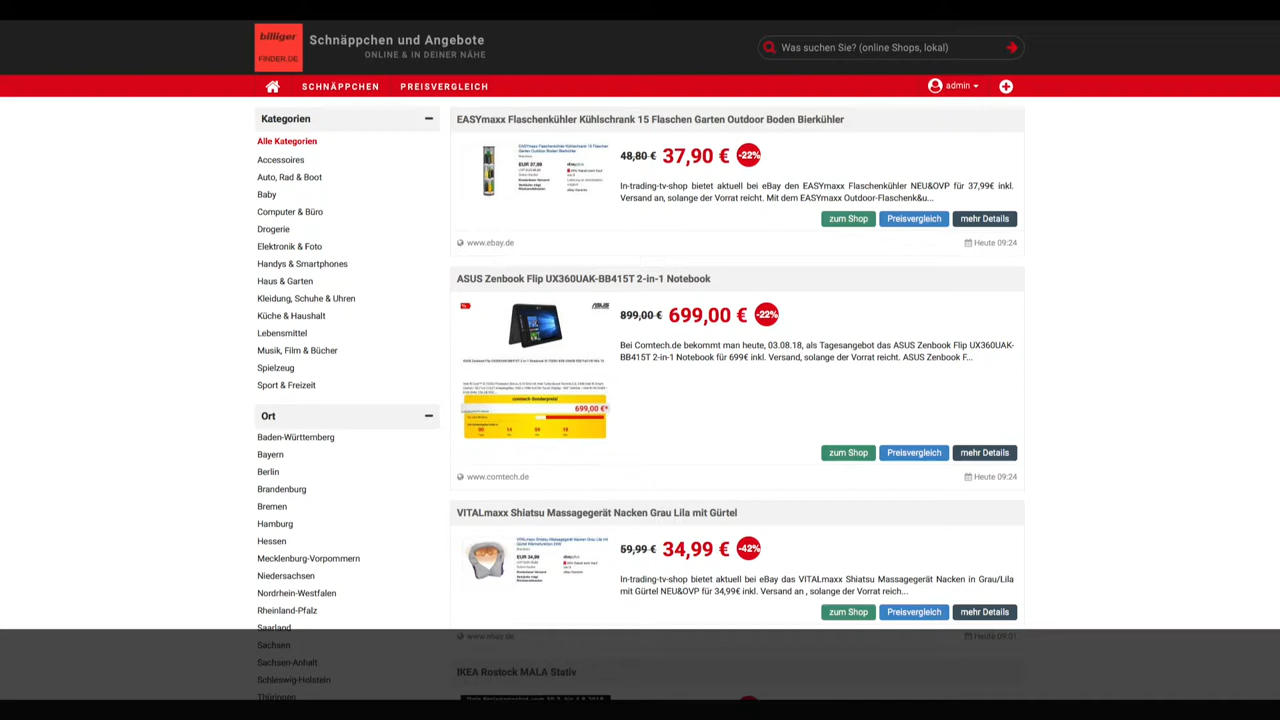 billiger
FINDER.DE
Schnäppchen und Angebote
ONLINE & IN DEINER NÄHE
Was suchen Sie? (online Shops, lokal)
SCHNÄPPCHEN
PREISVERGLEICH
admin
Kategorien
Alle Kategorien
Accessoires
Auto, Rad & Boot
Baby
Computer & Büro
Drogerie
Elektronik & Foto
Handys & Smartphones
Haus & Garten
Kleidung, Schuhe & Uhren
Küche & Haushalt
Lebensmittel
Musik, Film & Bücher
Spielzeug
Sport & Freizeit
Ort
Baden-Württemberg
Bayern
Berlin
Brandenburg
Bremen
Hamburg
Hessen
Mecklenburg-Vorpommern
Niedersachsen
Nordrhein-Westfalen
Rheinland-Pfalz
Saarland
Sachsen
Sachsen-Anhalt
Schleswig-Holstein
Thüringen
EASYmaxx Flaschenkühler Kühlschrank 15 Flaschen Garten Outdoor Boden Bierkühler
48,80 € 37,90 € -22%
In-trading-tv-shop bietet aktuell bei eBay den EASYmaxx Flaschenkühler NEU&OVP für 37,99€ inkl.
Versand an, solange der Vorrat reicht. Mit dem EASYmaxx Outdoor-Flaschenk&u...
zum Shop Preisvergleich mehr Details
www.ebay.de Heute 09:24
ASUS Zenbook Flip UX360UAK-BB415T 2-in-1 Notebook
ASUS
comtech-Sonderpreis!
699,00 €*
899,00 € 699,00 € -22%
Bei Comtech.de bekommt man heute, 03.08.18, als Tagesangebot das ASUS Zenbook Flip UX360UAK-
BB415T 2-in-1 Notebook für 699€ inkl. Versand, solange der Vorrat reicht. ASUS Zenbook F...
zum Shop Preisvergleich mehr Details
www.comtech.de Heute 09:24
VITALmaxx Shiatsu Massagegerät Nacken Grau Lila mit Gürtel
EUR 34,99
59,99 € 34,99 € -42%
In-trading-tv-shop bietet aktuell bei eBay das VITALmaxx Shiatsu Massagegerät Nacken in Grau/Lila
mit Gürtel NEU&OVP für 34,99€ inkl. Versand an , solange der Vorrat reich...
zum Shop Preisvergleich mehr Details
www.ebay.de Heute 09:01
IKEA Rostock MALA Stativ